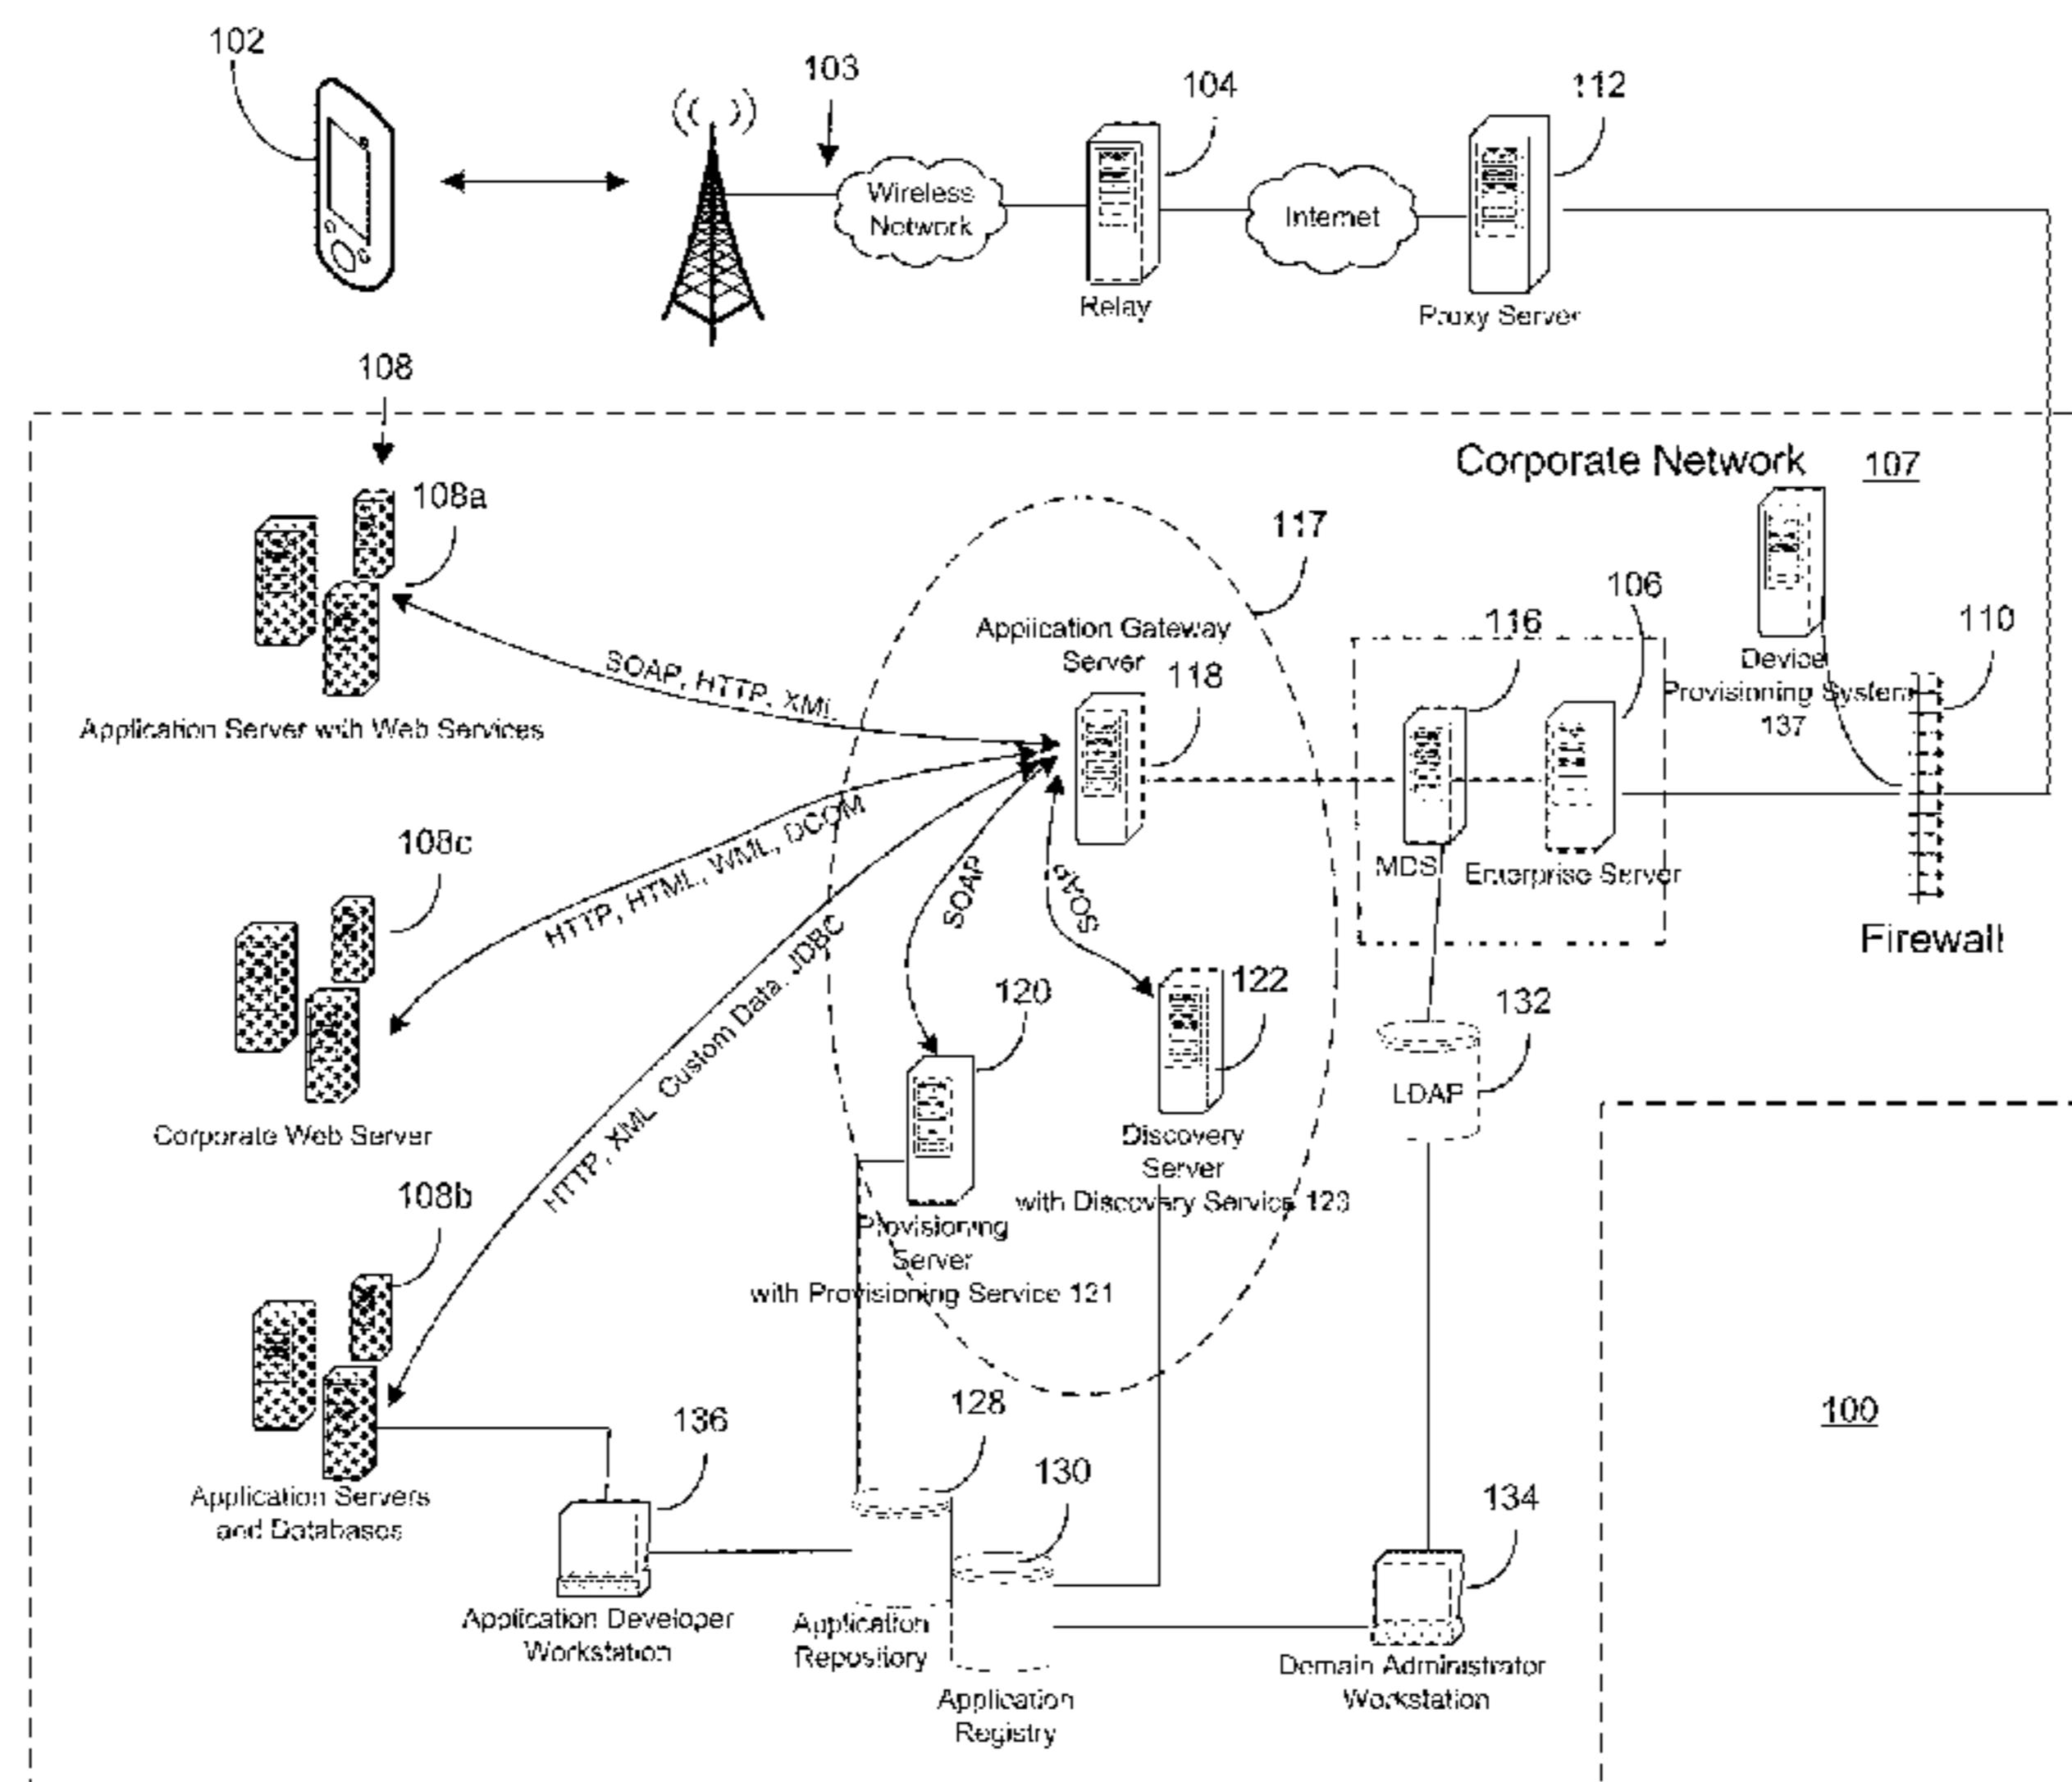 102
103
104
112
Wireless
Network
Internet
Relay
Proxy Server
108
Corporate Network 107
108a
117
106
116
110
Application Gateway
Server
118
Device
Provisioning System
137
SOAP, HTTP, XML
Application Server with Web Services
HTTP, HTML, WML, DCOM
108c
SOAP
SOAP
MDS
Enterprise Server
Firewall
HTTP, XML, Custom Data, JDBC
120
122
132
LDAP
Corporate Web Server
Discovery
Server
with Discovery Service 123
108b
Provisioning
Server
with Provisioning Service 121
128
100
136
130
134
Application Servers
and Databases
Application Developer
Workstation
Application
Repository
Domain Administrator
Workstation
Application
Registry